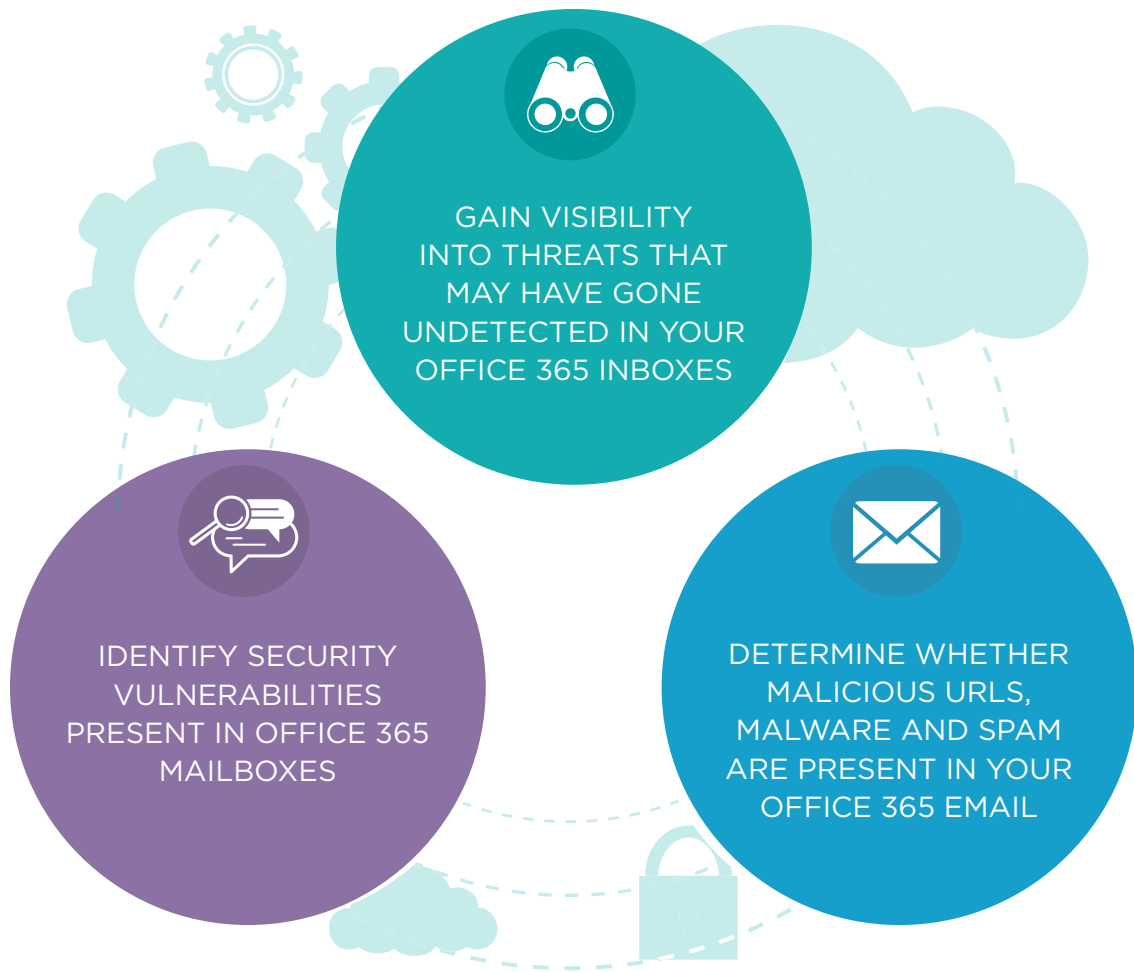 GAIN VISIBILITY
INTO THREATS THAT
MAY HAVE GONE
UNDETECTED IN YOUR
OFFICE 365 INBOXES
IDENTIFY SECURITY
VULNERABILITIES
PRESENT IN OFFICE 365
MAILBOXES
DETERMINE WHETHER
MALICIOUS URLS,
MALWARE AND SPAM
ARE PRESENT IN YOUR
OFFICE 365 EMAIL